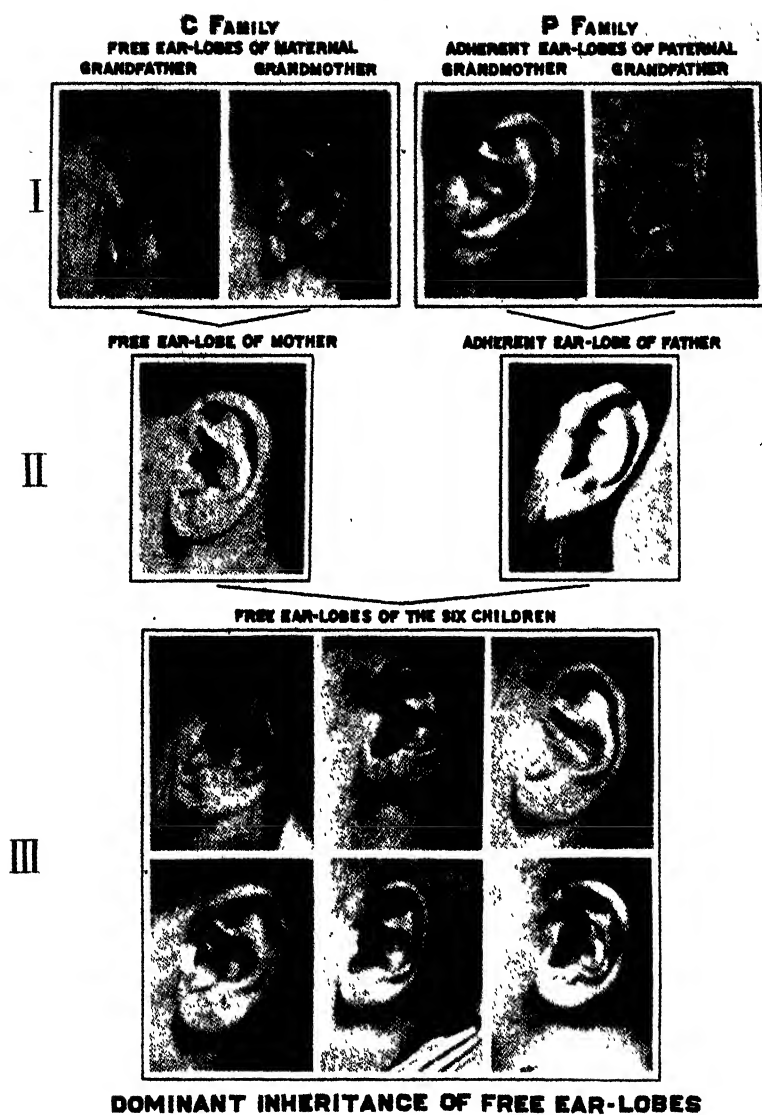 C FAMILY
FREE EAR-LOBES OF MATERNAL
GRANDFATHER GRANDMOTHER
P FAMILY
ADHERENT EAR-LOBES OF PATERNAL
GRANDMOTHER GRANDFATHER
I
FREE EAR-LOBE OF MOTHER
ADHERENT EAR-LOBE OF FATHER
II
FREE EAR-LOBES OF THE SIX CHILDREN
III
DOMINANT INHERITANCE OF FREE EAR-LOBES